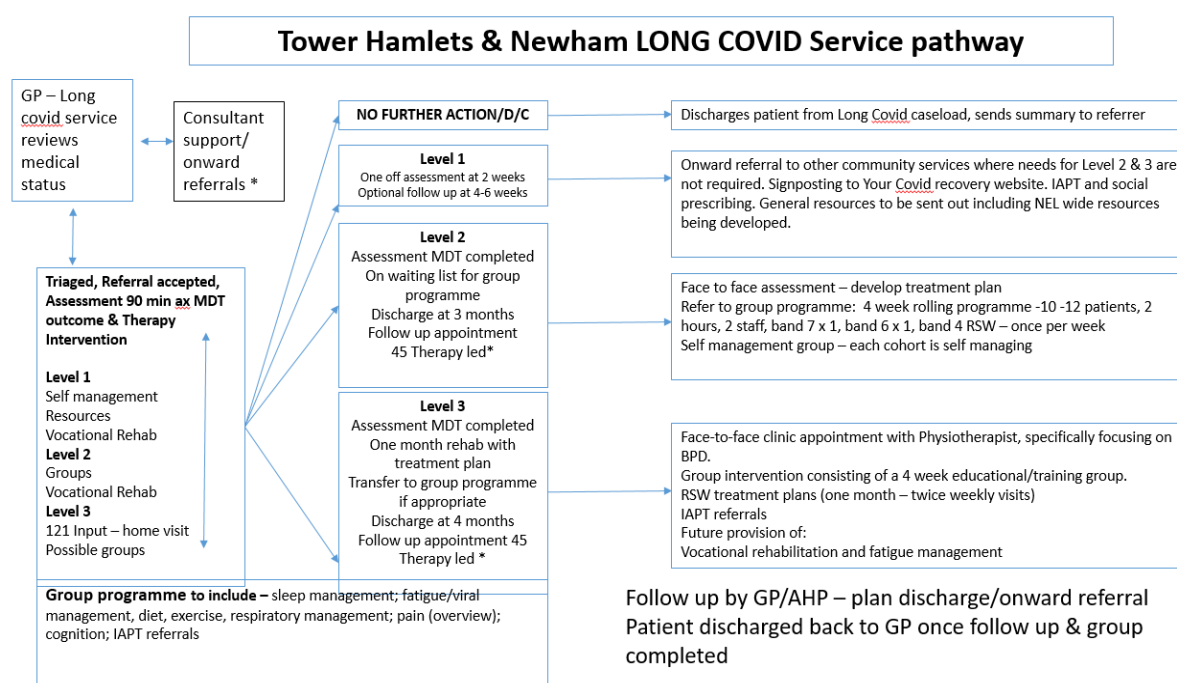 Tower Hamlets & Newham LONG COVID Service pathway
GP – Long
covid service
reviews
medical
status
Consultant
support/
onward
referrals *
Triaged, Referral accepted,
Assessment 90 min ax MDT
outcome & Therapy
Intervention
Level 1
Self management
Resources
Vocational Rehab
Level 2
Groups
Vocational Rehab
Level 3
121 Input – home visit
Possible groups
NO FURTHER ACTION/D/C
Level 1
One off assessment at 2 weeks
Optional follow up at 4-6 weeks
Level 2
Assessment MDT completed
On waiting list for group
programme
Discharge at 3 months
Follow up appointment
45 Therapy led*
Level 3
Assessment MDT completed
One month rehab with
treatment plan
Transfer to group programme
if appropriate
Discharge at 4 months
Follow up appointment 45
Therapy led *
Discharges patient from Long Covid caseload, sends summary to referrer
Onward referral to other community services where needs for Level 2 & 3 are
not required. Signposting to Your Covid recovery website. IAPT and social
prescribing. General resources to be sent out including NEL wide resources
being developed.
Face to face assessment – develop treatment plan
Refer to group programme: 4 week rolling programme -10 -12 patients, 2
hours, 2 staff, band 7 x 1, band 6 x 1, band 4 RSW – once per week
Self management group – each cohort is self managing
Face-to-face clinic appointment with Physiotherapist, specifically focusing on
BPD.
Group intervention consisting of a 4 week educational/training group.
RSW treatment plans (one month – twice weekly visits)
IAPT referrals
Future provision of:
Vocational rehabilitation and fatigue management
Group programme to include – sleep management; fatigue/viral
management, diet, exercise, respiratory management; pain (overview);
cognition; IAPT referrals
Follow up by GP/AHP – plan discharge/onward referral
Patient discharged back to GP once follow up & group
completed